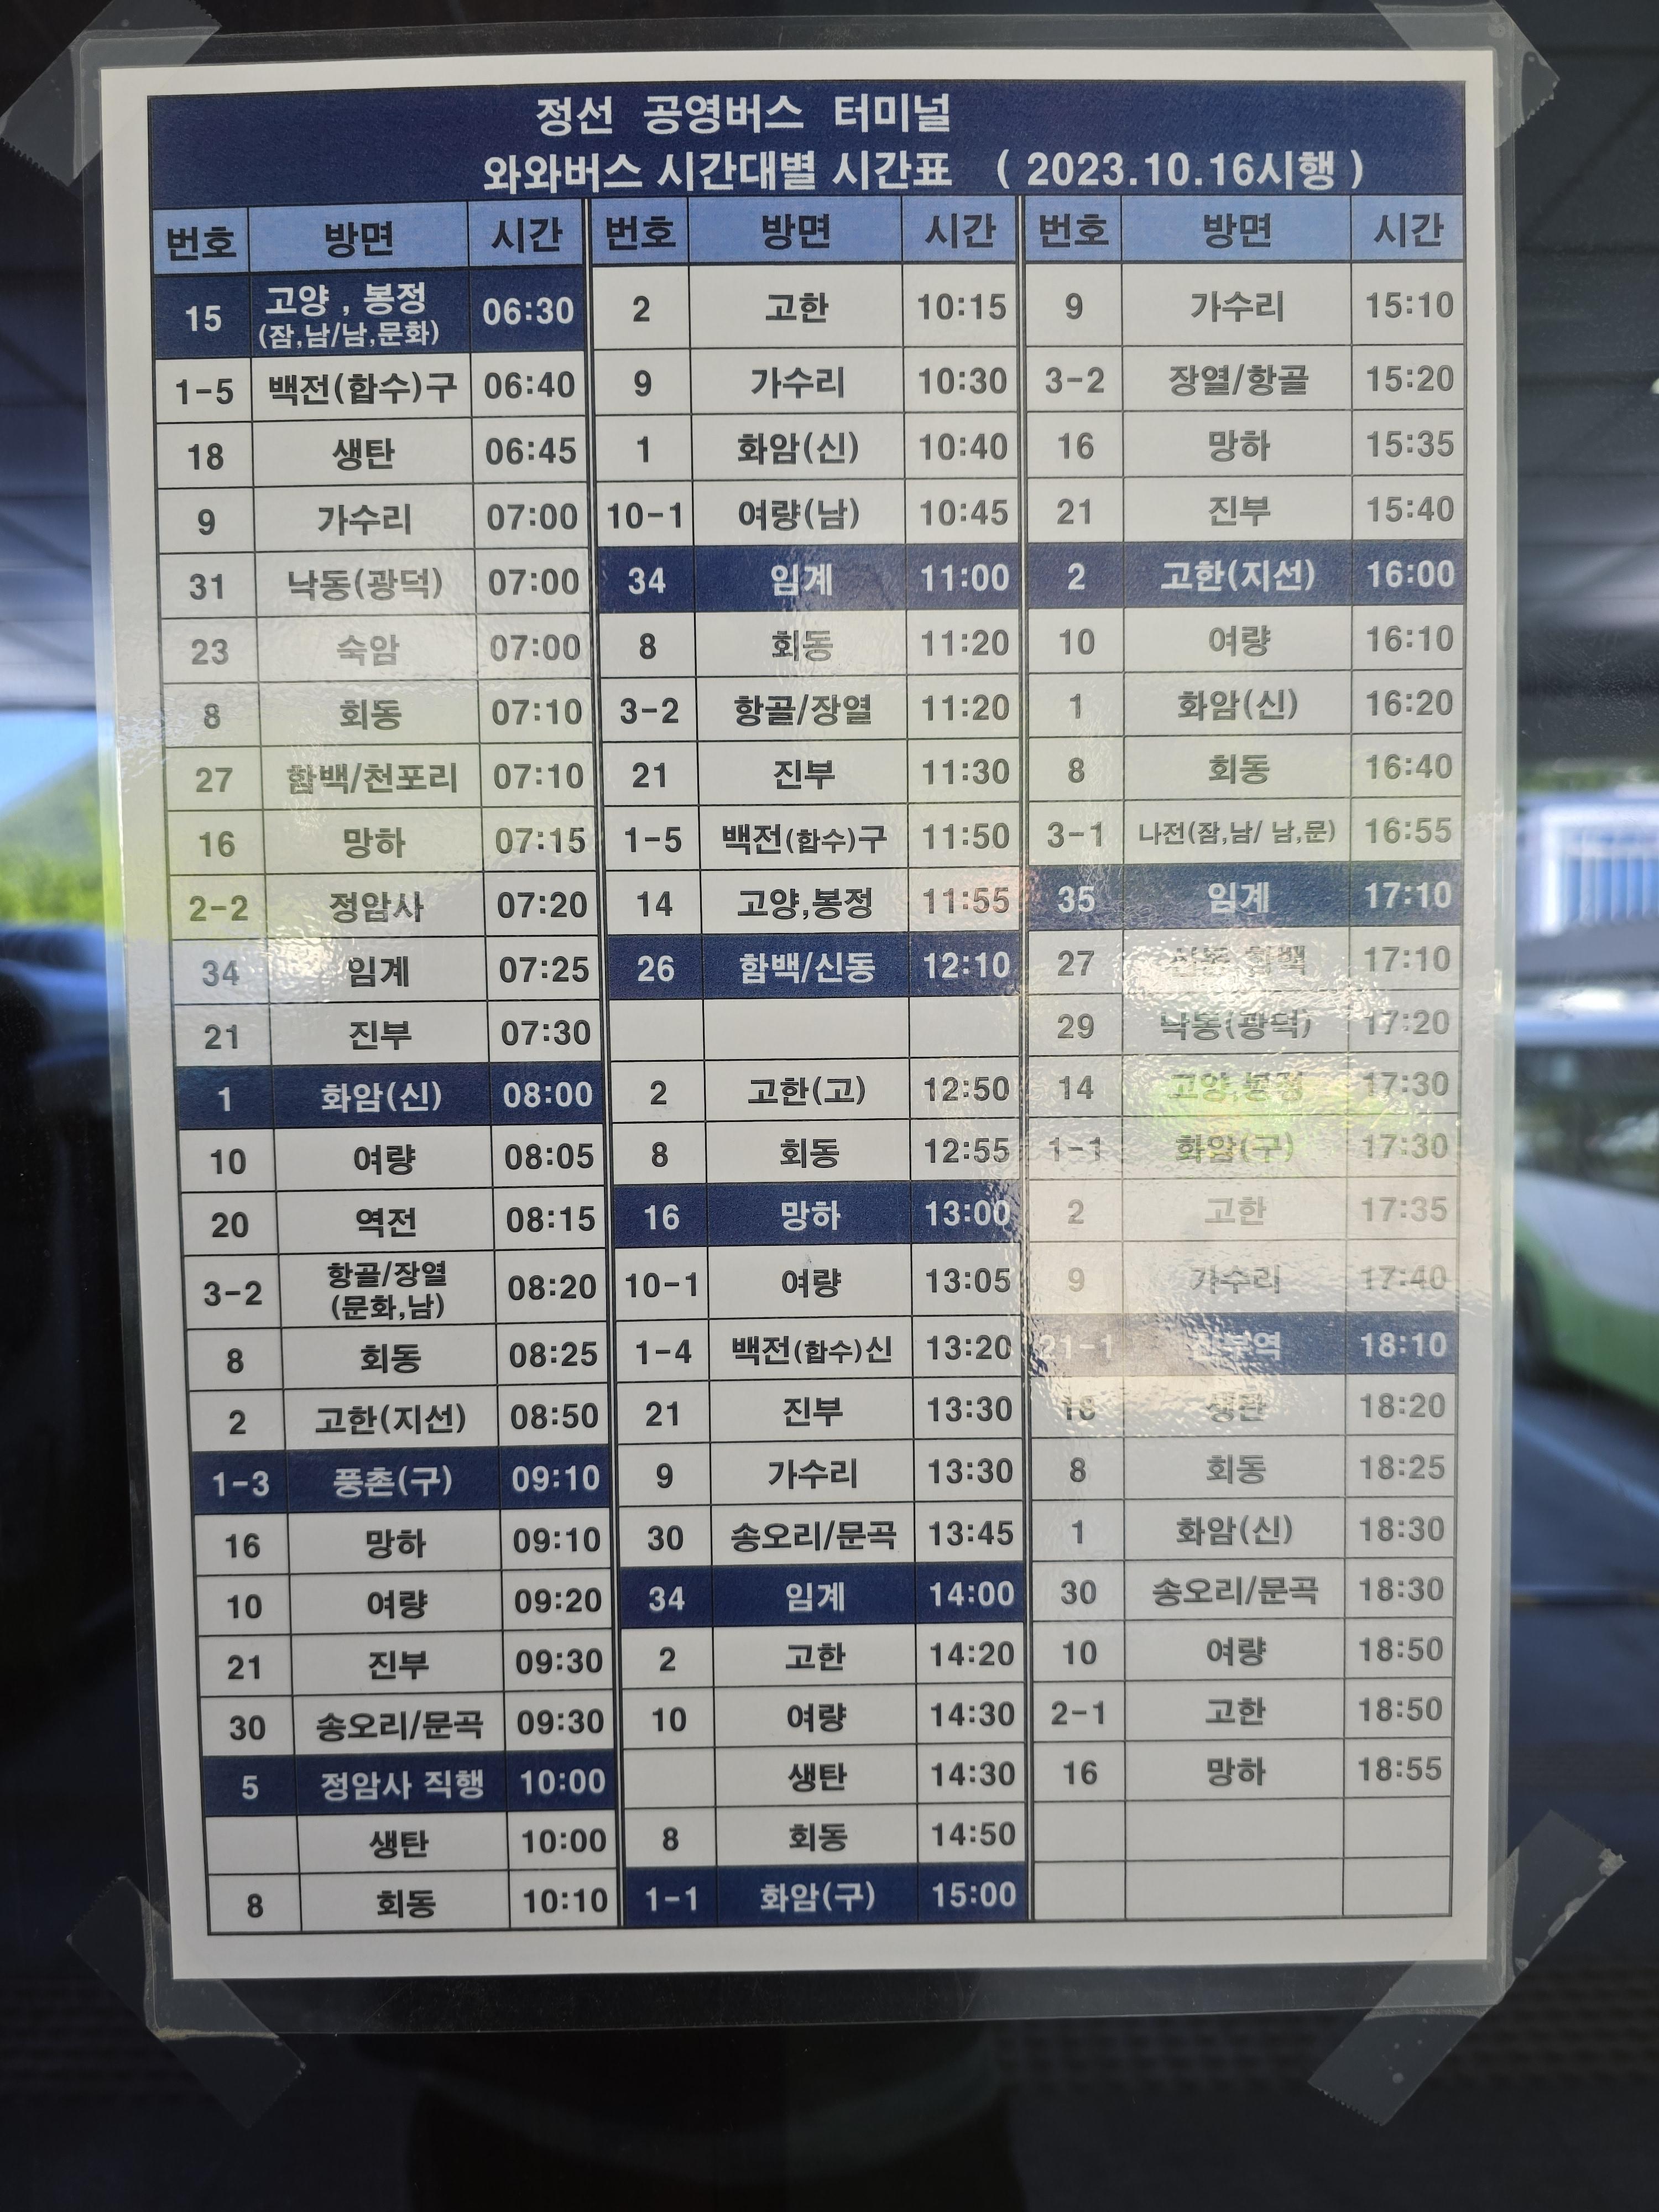 정선 공영버스 터미널
와와버스 시간대별 시간표 ( 2023.10.16시행 )
번호 방면 시간
15 고양 , 봉정 06:30
(잠,남/남,문화)
1-5 백전(합수)구 06:40
18 생탄 06:45
9 가수리 07:00
31 낙동(광덕) 07:00
23 숙암 07:00
8 회동 07:10
27 함백/천포리 07:10
16 망하 07:15
2-2 정암사 07:20
34 임계 07:25
21 진부 07:30
1 화암(신) 08:00
10 여량 08:05
20 역전 08:15
3-2 항골/장열 08:20
(문화,남)
8 회동 08:25
2 고한(지선) 08:50
1-3 풍촌(구) 09:10
16 망하 09:10
10 여량 09:20
21 진부 09:30
30 송오리/문곡 09:30
5 정암사 직행 10:00
생탄 10:00
8 회동 10:10
번호 방면 시간
2 고한 10:15
9 가수리 10:30
1 화암(신) 10:40
10-1 여량(남) 10:45
34 임계 11:00
8 회동 11:20
3-2 항골/장열 11:20
21 진부 11:30
1-5 백전(합수)구 11:50
14 고양,봉정 11:55
26 함백/신동 12:10
2 고한(고) 12:50
8 회동 12:55
16 망하 13:00
10-1 여량 13:05
1-4 백전(합수)신 13:20
21 진부 13:30
9 가수리 13:30
30 송오리/문곡 13:45
34 임계 14:00
2 고한 14:20
10 여량 14:30
생탄 14:30
8 회동 14:50
1-1 화암(구) 15:00
번호 방면 시간
9 가수리 15:10
3-2 장열/항골 15:20
16 망하 15:35
21 진부 15:40
2 고한(지선) 16:00
10 여량 16:10
1 화암(신) 16:20
8 회동 16:40
3-1 나전(잠,남/ 남,문) 16:55
35 임계 17:10
27 17:10
29 낙동(광덕) 17:20
14 고양,봉정 17:30
1-1 화암(구) 17:30
2 고한 17:35
9 가수리 17:40
21-1 진부역 18:10
18 생탄 18:20
8 회동 18:25
1 화암(신) 18:30
30 송오리/문곡 18:30
10 여량 18:50
2-1 고한 18:50
16 망하 18:55